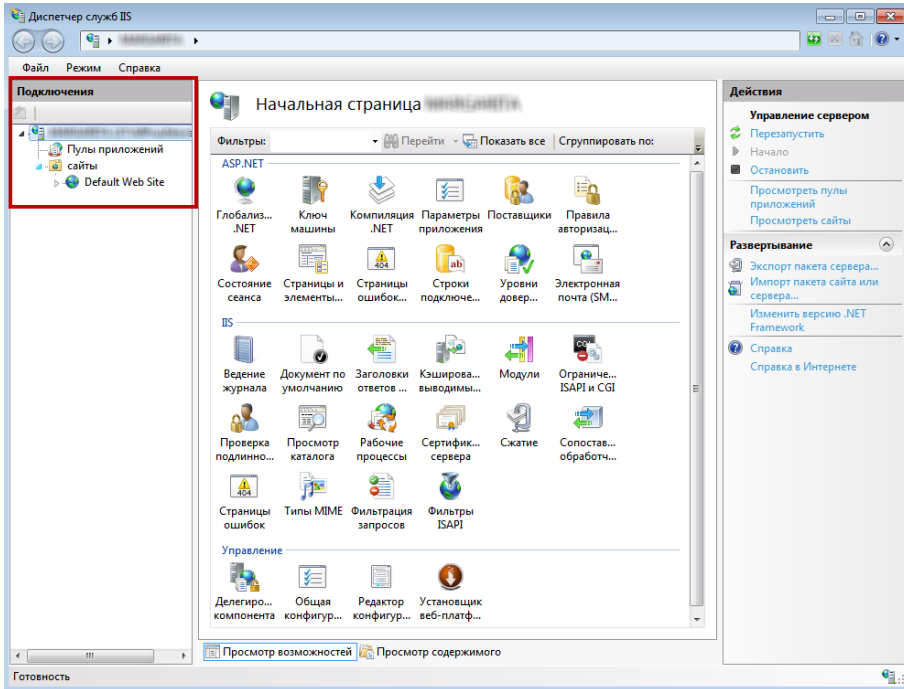 Диспетчер служб IIS
Файл Режим Справка
Подключения
Пулы приложений
сайты
Default Web Site
Начальная страница
Фильтры: Перейти Показать все Сгруппировать по:
ASP.NET
Глобализ... Ключ Компиляция Параметры Поставщики Правила
.NET машины .NET приложения авторизац...
Состояние Страницы и Страницы Строки Уровни Электронная
сеанса элементы... ошибок... подключе... довер... почта (SM...
IIS
Ведение Документ по Заголовки Кэширова... Модули Ограниче...
журнала умолчанию ответов ... выводимы... ISAPI и CGI
Проверка Просмотр Рабочие Сертифик... Сжатие Сопостав...
подлинно... каталога процессы сервера обработч...
Страницы Типы MIME Фильтрация Фильтры
ошибок запросов ISAPI
Управление
Делегиро... Общая Редактор Установщик
компонента конфигур... конфигур... веб-платф...
Просмотр возможностей Просмотр содержимого
Действия
Управление сервером
Перезапустить
Начало
Остановить
Просмотреть пулы
приложений
Просмотреть сайты
Развертывание
Экспорт пакета сервера...
Импорт пакета сайта или
сервера...
Изменить версию .NET
Framework
Справка
Справка в Интернете
Готовность